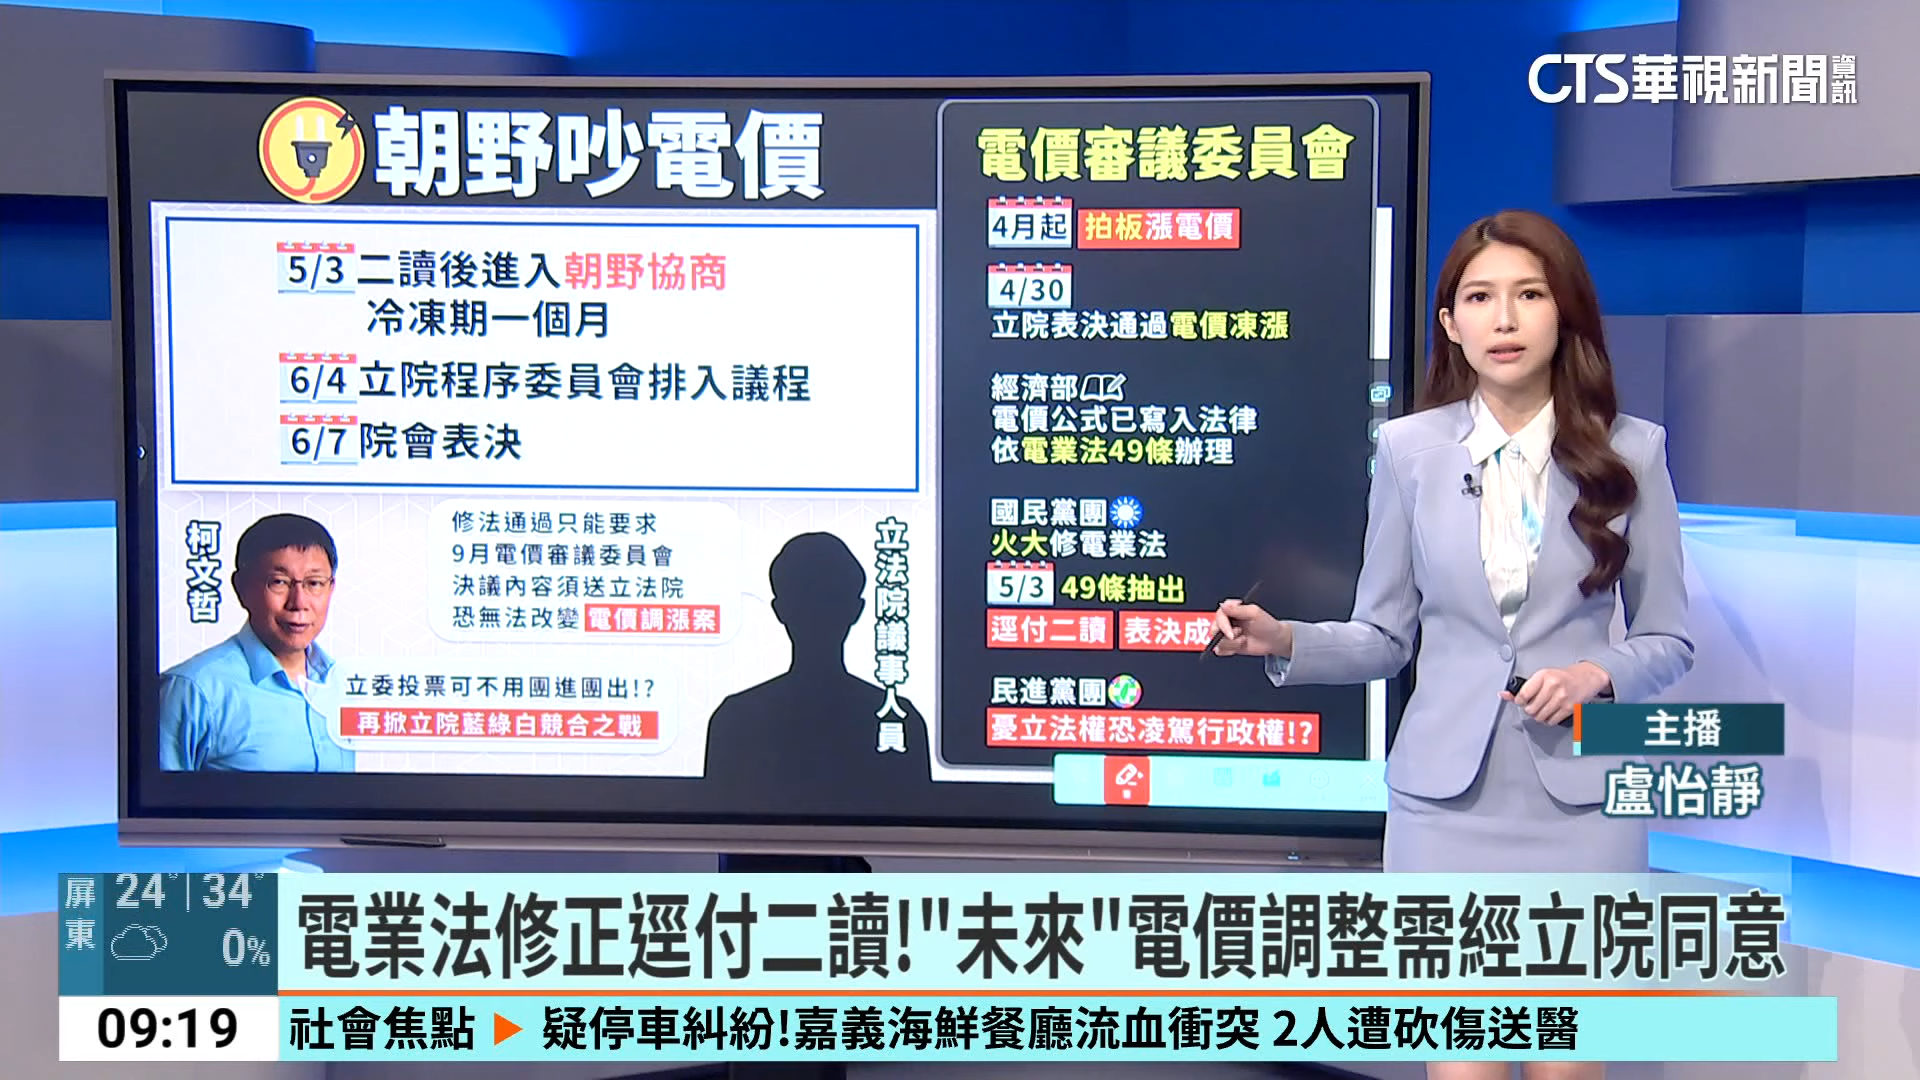 CTS華視新聞資訊
朝野吵電價
5/3 二讀後進入朝野協商
冷凍期一個月
6/4 立院程序委員會排入議程
6/7 院會表決
柯文哲
修法通過只能要求
9月電價審議委員會
決議內容須送立法院
恐無法改變 電價調漲案
立法院議事人員
立委投票可不用團進團出!?
再掀立院藍綠白競合之戰
電價審議委員會
4月起 拍板漲電價
4/30
立院表決通過電價凍漲
經濟部
電價公式已寫入法律
依電業法49條辦理
國民黨團
火大修電業法
5/3 49條抽出
逕付二讀 表決成
民進黨團
憂立法權恐凌駕行政權!?
主播
盧怡靜
屏東 24° 34°
0%
電業法修正逕付二讀!"未來"電價調整需經立院同意
09:19 社會焦點 ▶ 疑停車糾紛!嘉義海鮮餐廳流血衝突 2人遭砍傷送醫